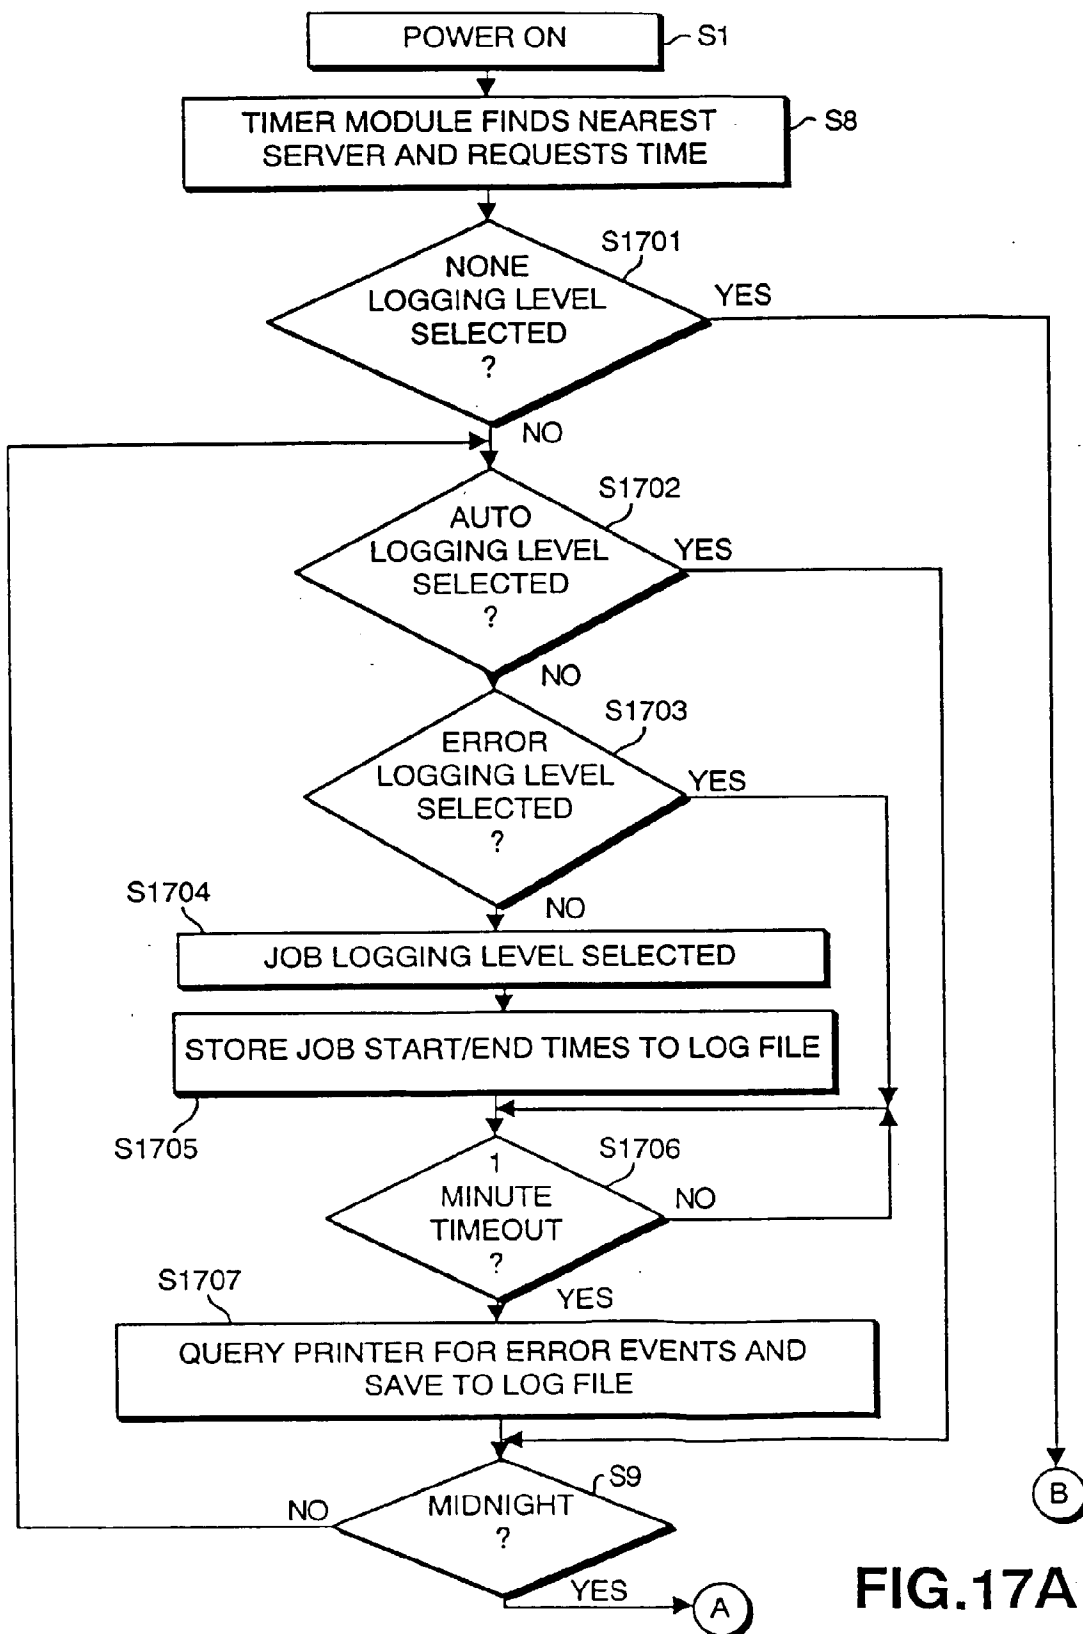 POWER ON
S1
TIMER MODULE FINDS NEAREST
SERVER AND REQUESTS TIME
S8
S1701
NONE
LOGGING LEVEL
SELECTED
?
YES
NO
S1702
AUTO
LOGGING LEVEL
SELECTED
?
YES
NO
S1703
ERROR
LOGGING LEVEL
SELECTED
?
YES
NO
S1704
JOB LOGGING LEVEL SELECTED
STORE JOB START/END TIMES TO LOG FILE
S1705
S1706
1
MINUTE
TIMEOUT
?
NO
YES
S1707
QUERY PRINTER FOR ERROR EVENTS AND
SAVE TO LOG FILE
S9
MIDNIGHT
?
NO
YES
A
B
FIG.17A